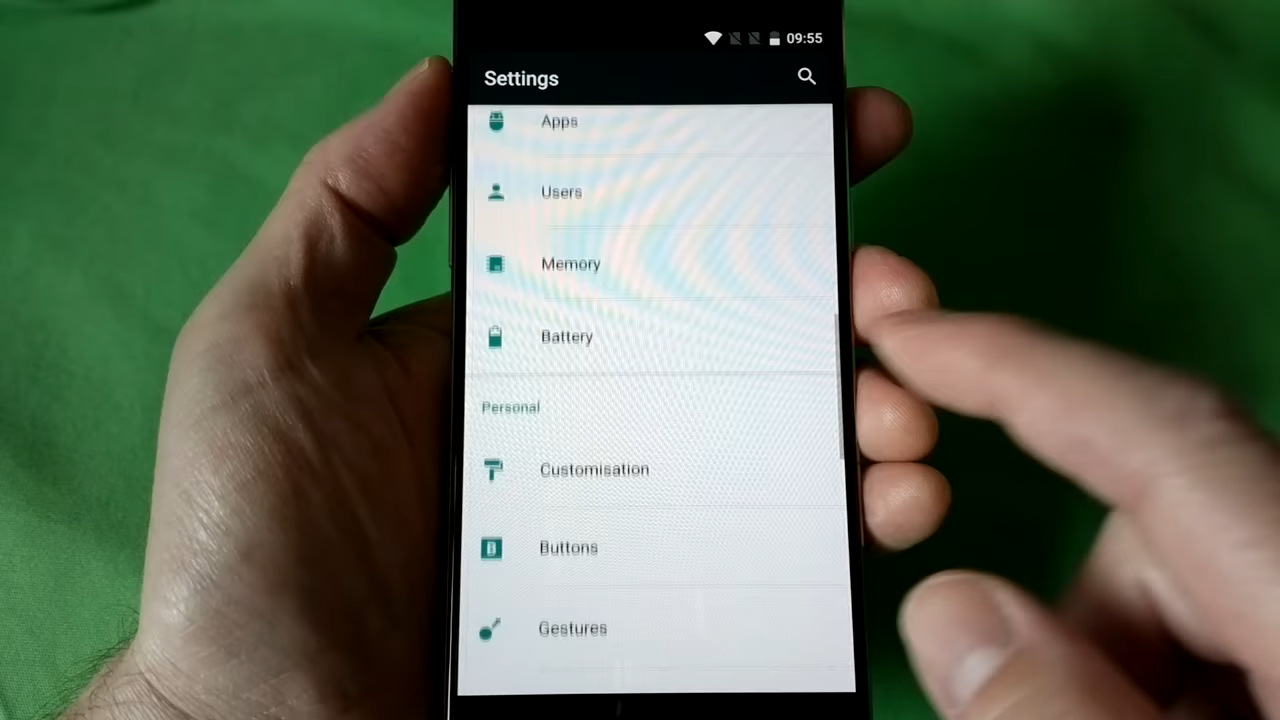 09:55
Settings
Apps
Users
Memory
Battery
Personal
Customisation
Buttons
Gestures